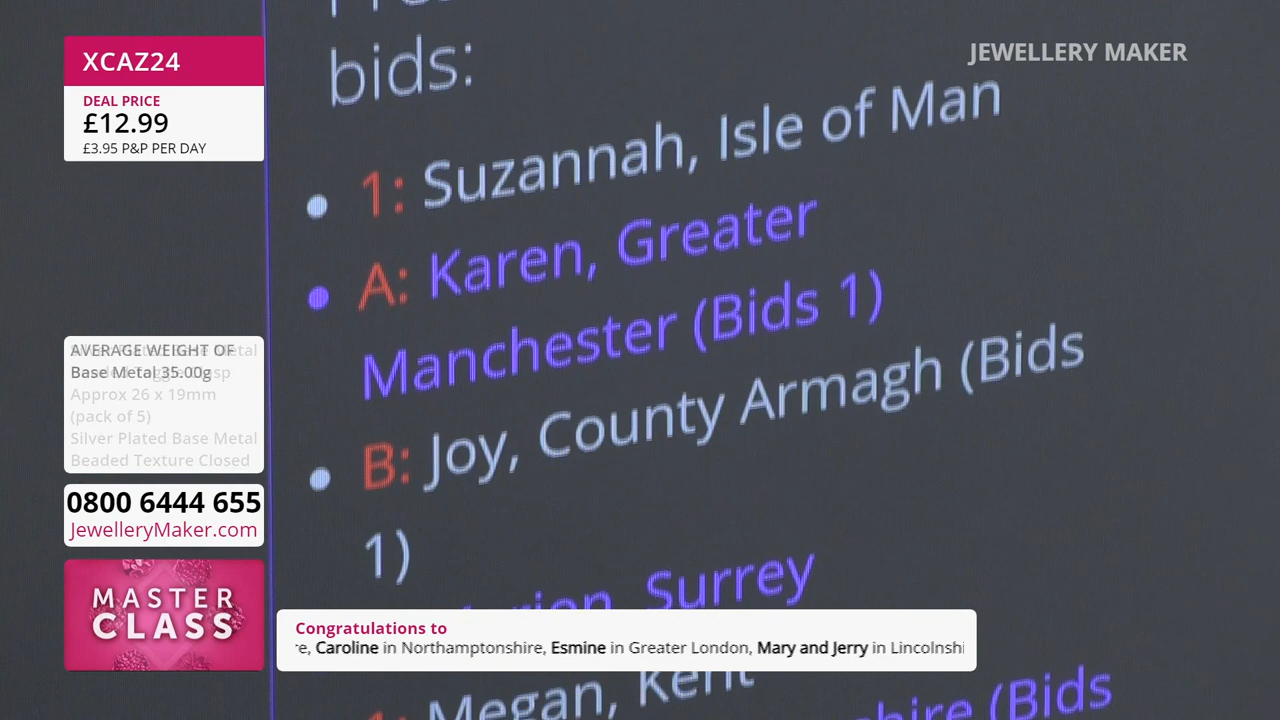 XCAZ24
DEAL PRICE
£12.99
£3.95 P&P PER DAY
JEWELLERY MAKER
bids:
1: Suzannah, Isle of Man
A: Karen, Greater
Manchester (Bids 1)
B: Joy, County Armagh (Bids
1)
Surrey
Megan, Kent
(Bids
AVERAGE WEIGHT OF
Base Metal 35.00g
Approx 26 x 19mm
(pack of 5)
Silver Plated Base Metal
Beaded Texture Closed
0800 6444 655
JewelleryMaker.com
MASTER
CLASS
Congratulations to
re, Caroline in Northamptonshire, Esmine in Greater London, Mary and Jerry in Lincolnshi